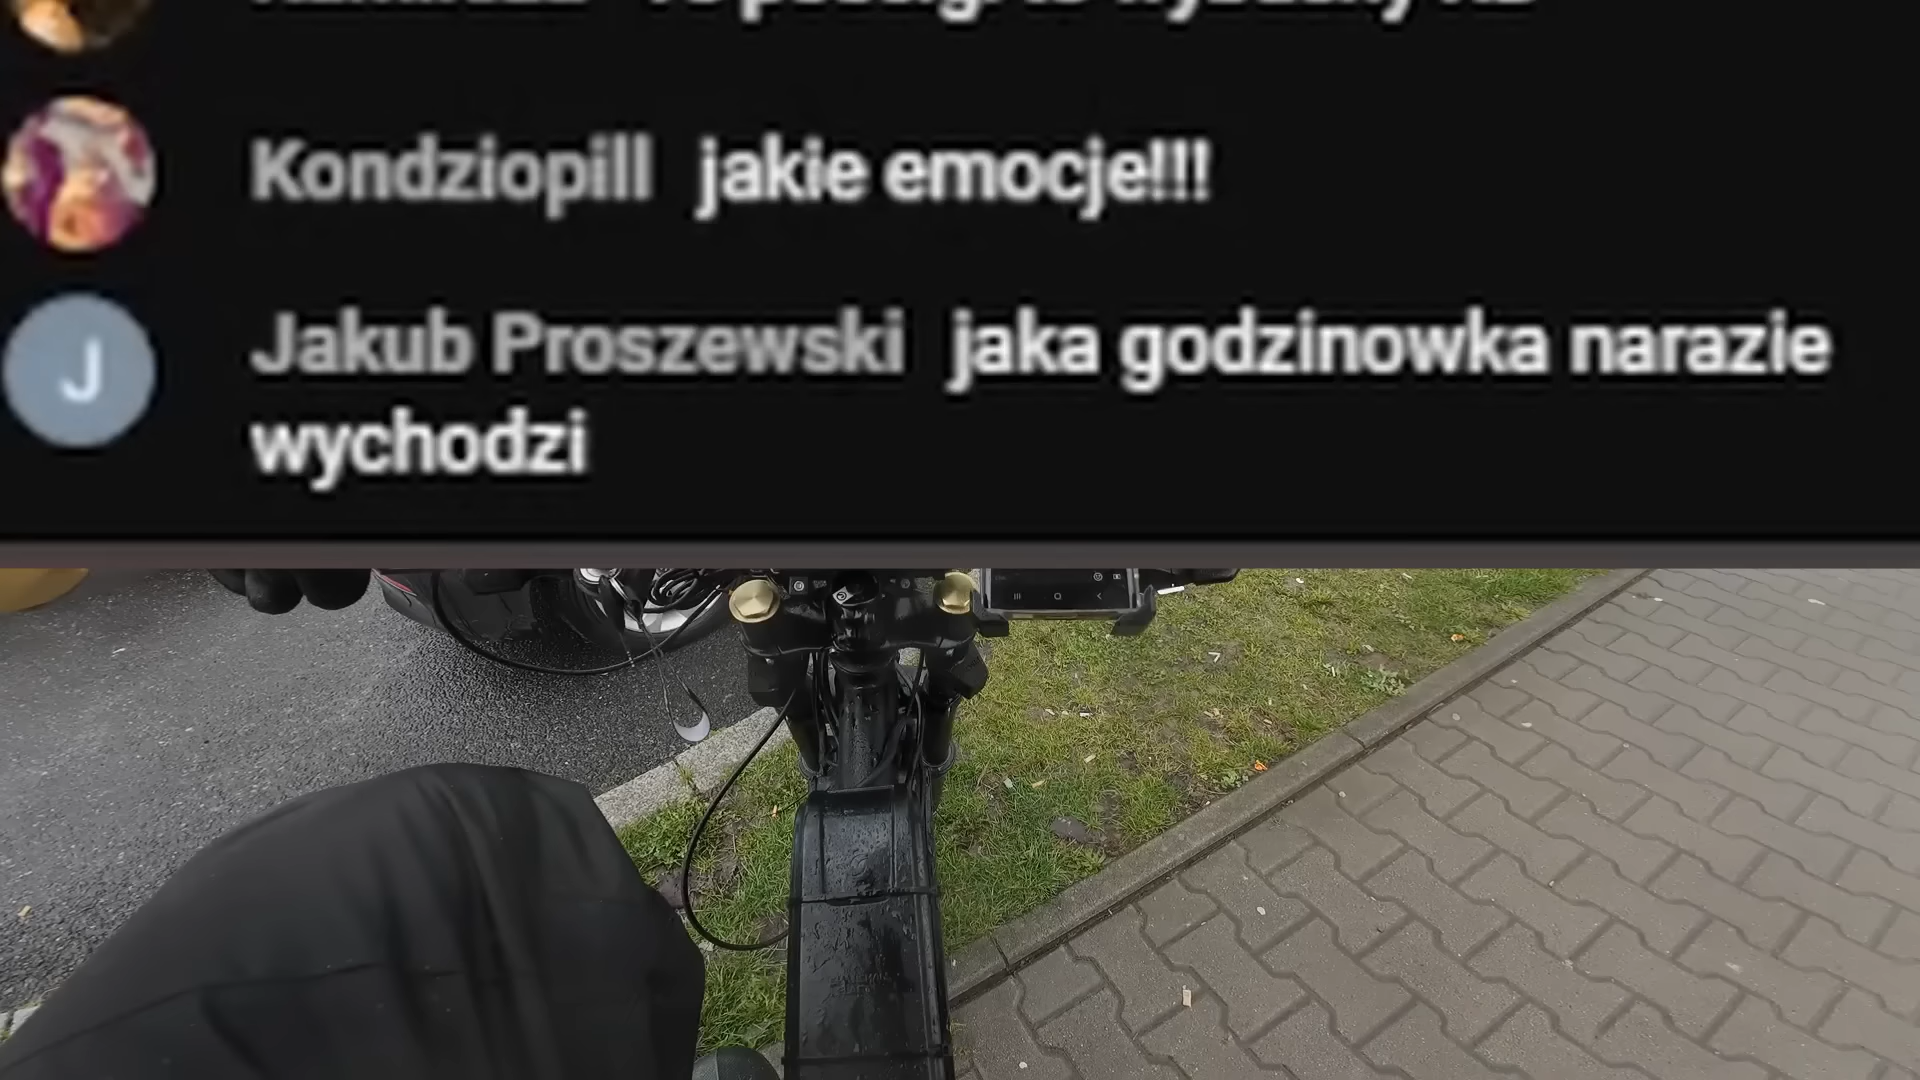 Kondziopill jakie emocje!!!
Jakub Proszewski jaka godzinowka narazie
wychodzi